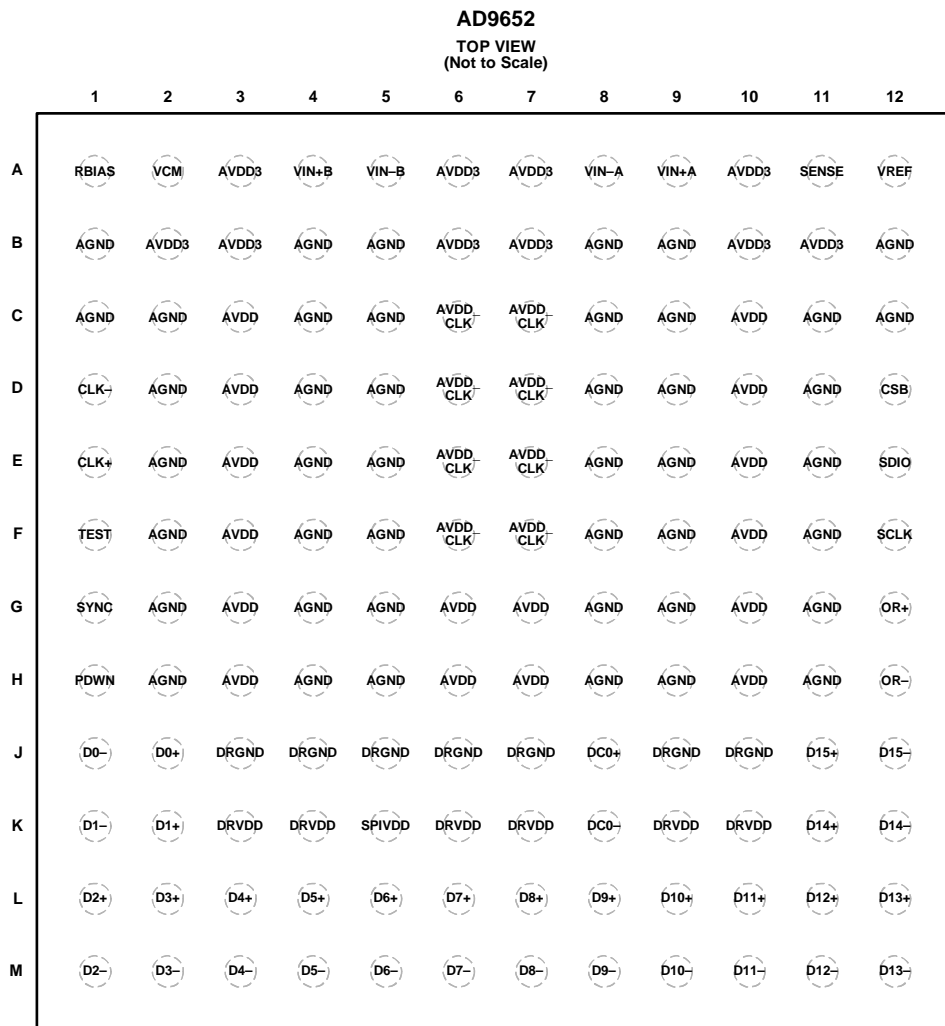 AD9652
TOP VIEW
(Not to Scale)
1 2 3 4 5 6 7 8 9 10 11 12
A RBIAS VCM AVDD3 VIN+B VIN–B AVDD3 AVDD3 VIN–A VIN+A AVDD3 SENSE VREF
B AGND AVDD3 AVDD3 AGND AGND AVDD3 AVDD3 AGND AGND AVDD3 AVDD3 AGND
C AGND AGND AVDD AGND AGND AVDD_CLK AVDD_CLK AGND AGND AVDD AGND AGND
D CLK– AGND AVDD AGND AGND AVDD_CLK AVDD_CLK AGND AGND AVDD AGND CSB
E CLK+ AGND AVDD AGND AGND AVDD_CLK AVDD_CLK AGND AGND AVDD AGND SDIO
F TEST AGND AVDD AGND AGND AVDD_CLK AVDD_CLK AGND AGND AVDD AGND SCLK
G SYNC AGND AVDD AGND AGND AVDD AVDD AGND AGND AVDD AGND OR+
H PDWN AGND AVDD AGND AGND AVDD AVDD AGND AGND AVDD AGND OR–
J D0– D0+ DRGND DRGND DRGND DRGND DRGND DC0+ DRGND DRGND D15+ D15–
K D1– D1+ DRVDD DRVDD SPIVDD DRVDD DRVDD DC0– DRVDD DRVDD D14+ D14–
L D2+ D3+ D4+ D5+ D6+ D7+ D8+ D9+ D10+ D11+ D12+ D13+
M D2– D3– D4– D5– D6– D7– D8– D9– D10– D11– D12– D13–